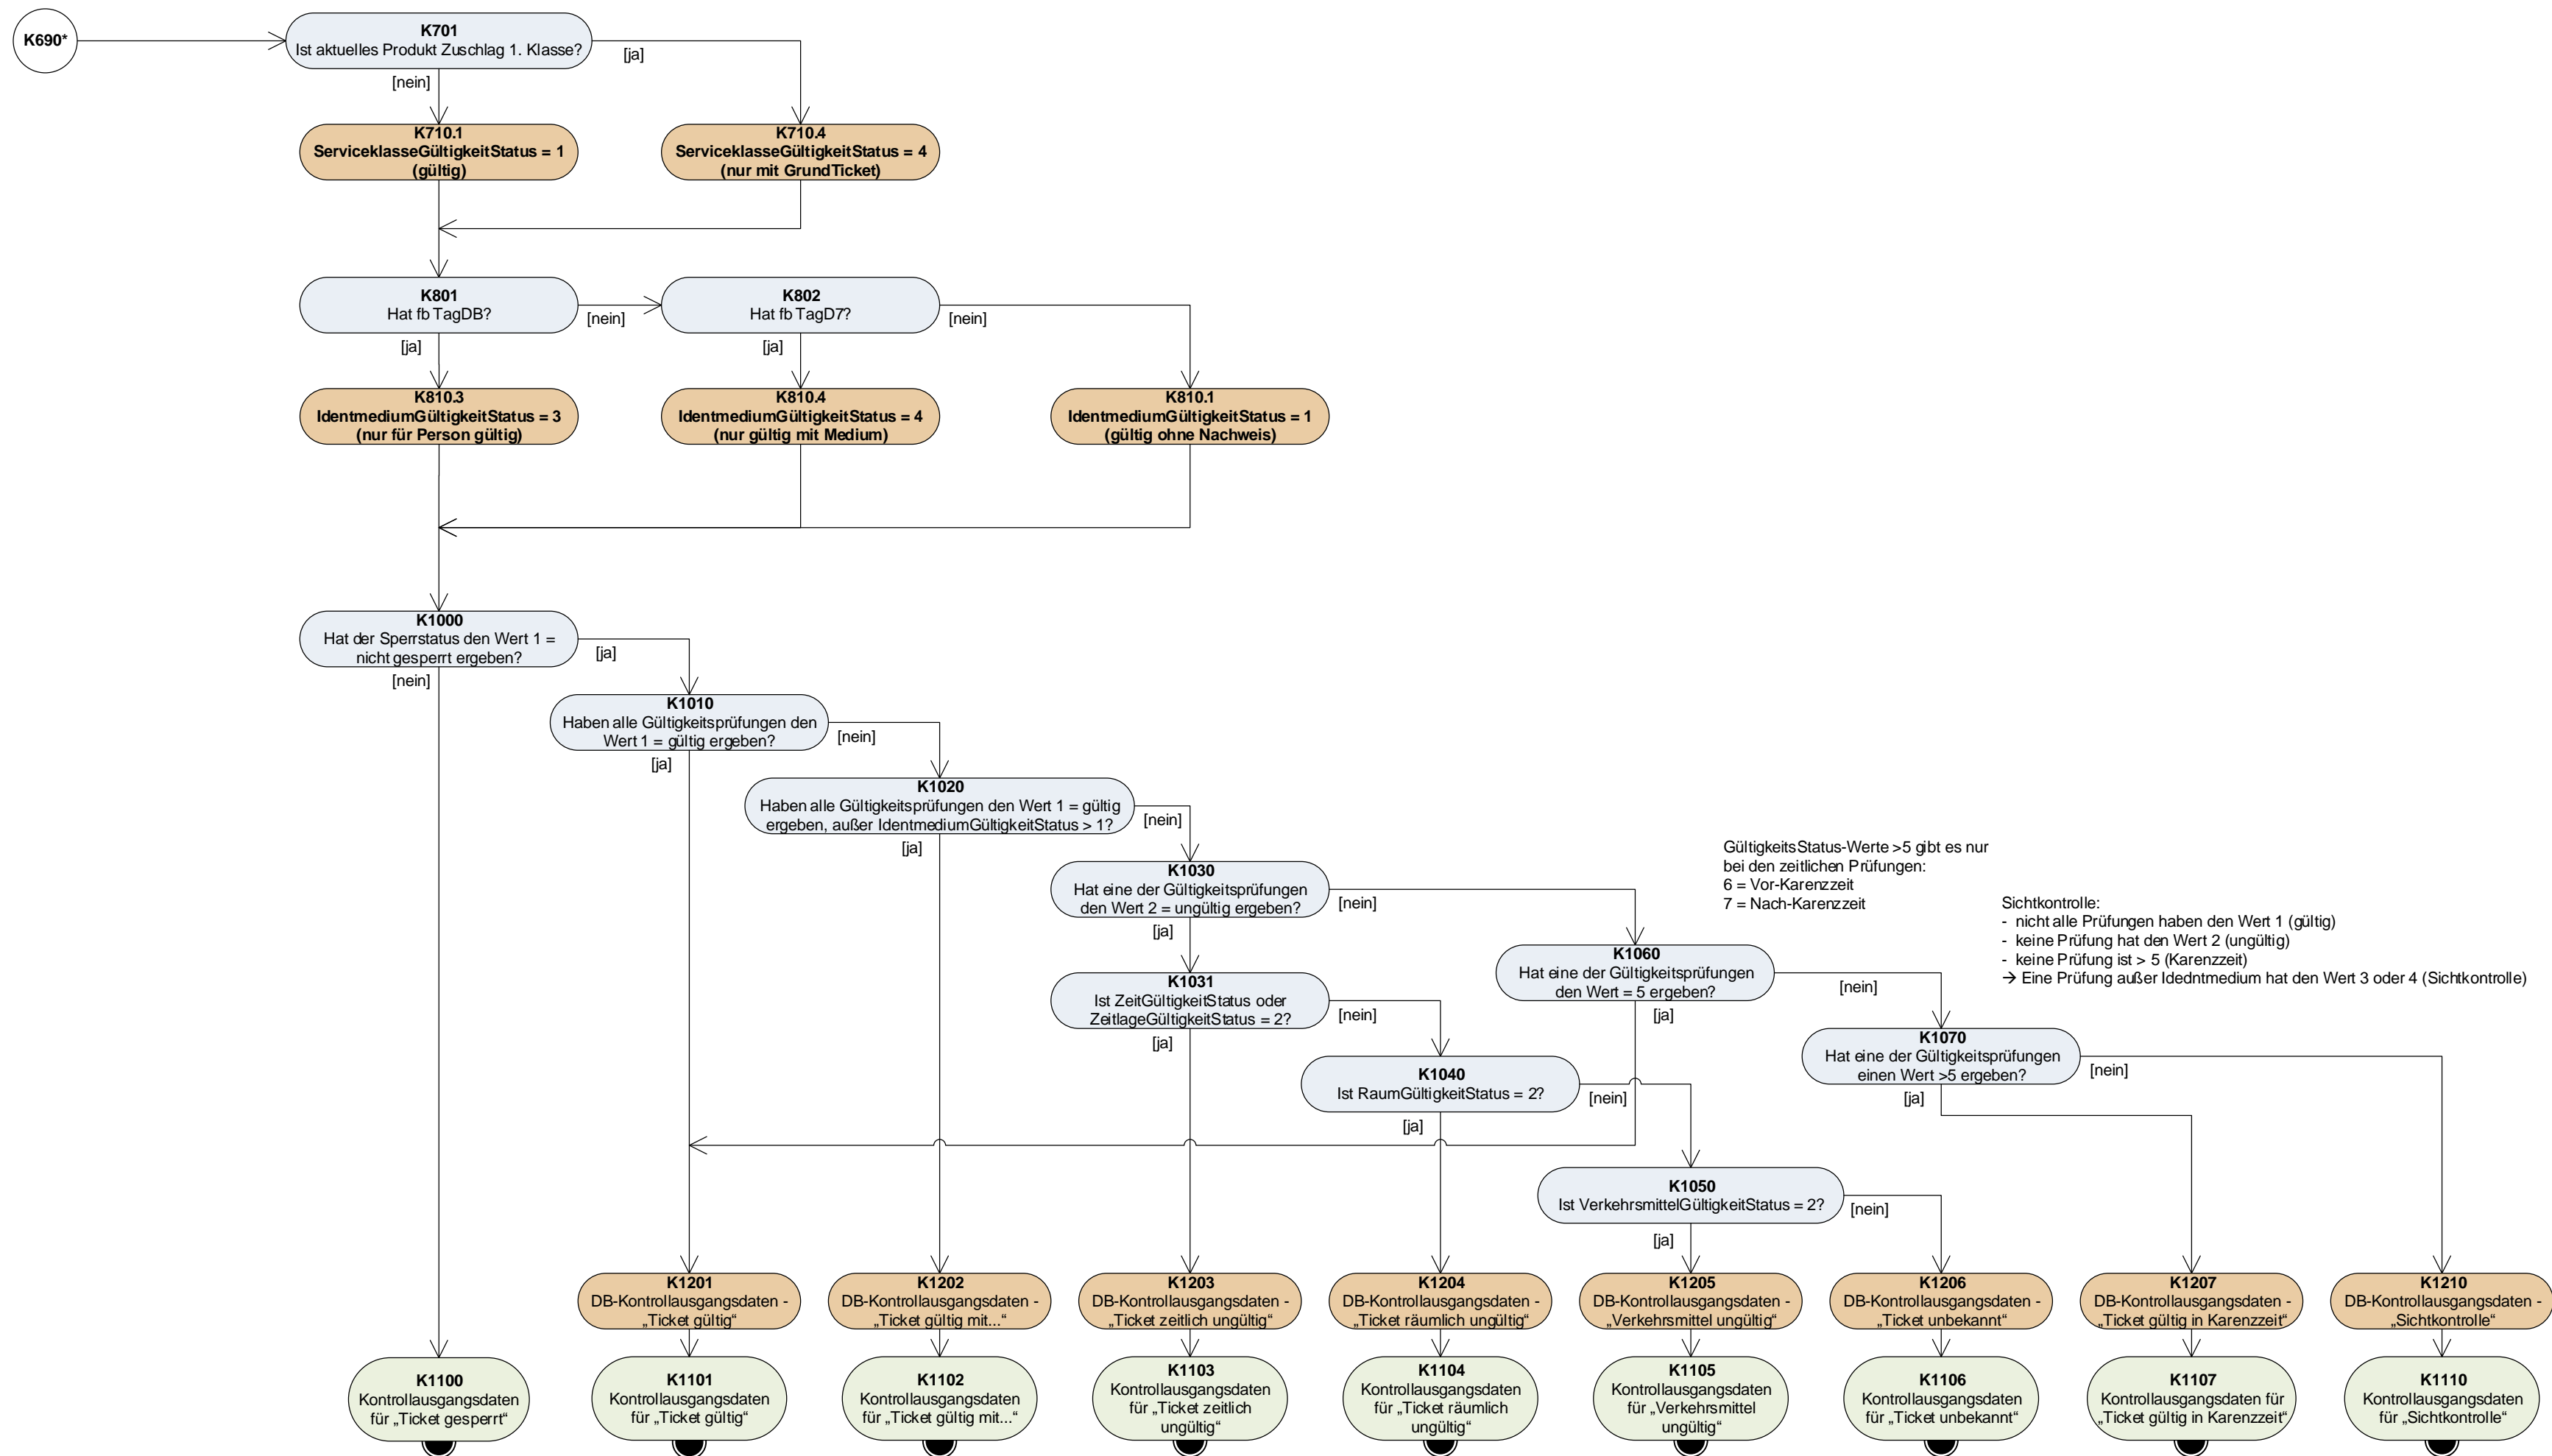 K690*
K701
Ist aktuelles Produkt Zuschlag 1. Klasse?
[ja]
[nein]
K710.1
ServiceklasseGültigkeitStatus = 1
(gültig)
K710.4
ServiceklasseGültigkeitStatus = 4
(nur mit GrundTicket)
K801
Hat fb TagDB?
[nein]
[ja]
K802
Hat fb TagD7?
[nein]
[ja]
K810.3
IdentmediumGültigkeitStatus = 3
(nur für Person gültig)
K810.4
IdentmediumGültigkeitStatus = 4
(nur gültig mit Medium)
K810.1
IdentmediumGültigkeitStatus = 1
(gültig ohne Nachweis)
K1000
Hat der Sperrstatus den Wert 1 =
nicht gesperrt ergeben?
[ja]
[nein]
K1010
Haben alle Gültigkeitsprüfungen den
Wert 1 = gültig ergeben?
[nein]
[ja]
K1020
Haben alle Gültigkeitsprüfungen den Wert 1 = gültig
ergeben, außer IdentmediumGültigkeitStatus > 1?
[nein]
[ja]
K1030
Hat eine der Gültigkeitsprüfungen
den Wert 2 = ungültig ergeben?
[nein]
[ja]
GültigkeitsStatus-Werte >5 gibt es nur
bei den zeitlichen Prüfungen:
6 = Vor-Karenzzeit
7 = Nach-Karenzzeit
Sichtkontrolle:
- nicht alle Prüfungen haben den Wert 1 (gültig)
- keine Prüfung hat den Wert 2 (ungültig)
- keine Prüfung ist > 5 (Karenzzeit)
→ Eine Prüfung außer Idedntmedium hat den Wert 3 oder 4 (Sichtkontrolle)
K1031
Ist ZeitGültigkeitStatus oder
ZeitlageGültigkeitStatus = 2?
[nein]
[ja]
K1060
Hat eine der Gültigkeitsprüfungen
den Wert = 5 ergeben?
[nein]
[ja]
K1040
Ist RaumGültigkeitStatus = 2?
[nein]
[ja]
K1070
Hat eine der Gültigkeitsprüfungen
einen Wert >5 ergeben?
[nein]
[ja]
K1050
Ist VerkehrsmittelGültigkeitStatus = 2?
[nein]
[ja]
K1201
DB-Kontrollausgangsdaten -
„Ticket gültig“
K1202
DB-Kontrollausgangsdaten -
„Ticket gültig mit...“
K1203
DB-Kontrollausgangsdaten -
„Ticket zeitlich ungültig“
K1204
DB-Kontrollausgangsdaten -
„Ticket räumlich ungültig“
K1205
DB-Kontrollausgangsdaten -
„Verkehrsmittel ungültig“
K1206
DB-Kontrollausgangsdaten -
„Ticket unbekannt“
K1207
DB-Kontrollausgangsdaten -
„Ticket gültig in Karenzzeit“
K1210
DB-Kontrollausgangsdaten -
„Sichtkontrolle“
K1100
Kontrollausgangsdaten
für „Ticket gesperrt“
K1101
Kontrollausgangsdaten
für „Ticket gültig“
K1102
Kontrollausgangsdaten
für „Ticket gültig mit...“
K1103
Kontrollausgangsdaten
für „Ticket zeitlich
ungültig“
K1104
Kontrollausgangsdaten
für „Ticket räumlich
ungültig“
K1105
Kontrollausgangsdaten
für „Verkehrsmittel
ungültig“
K1106
Kontrollausgangsdaten
für „Ticket unbekannt“
K1107
Kontrollausgangsdaten für
„Ticket gültig in Karenzzeit“
K1110
Kontrollausgangsdaten
für „Sichtkontrolle“